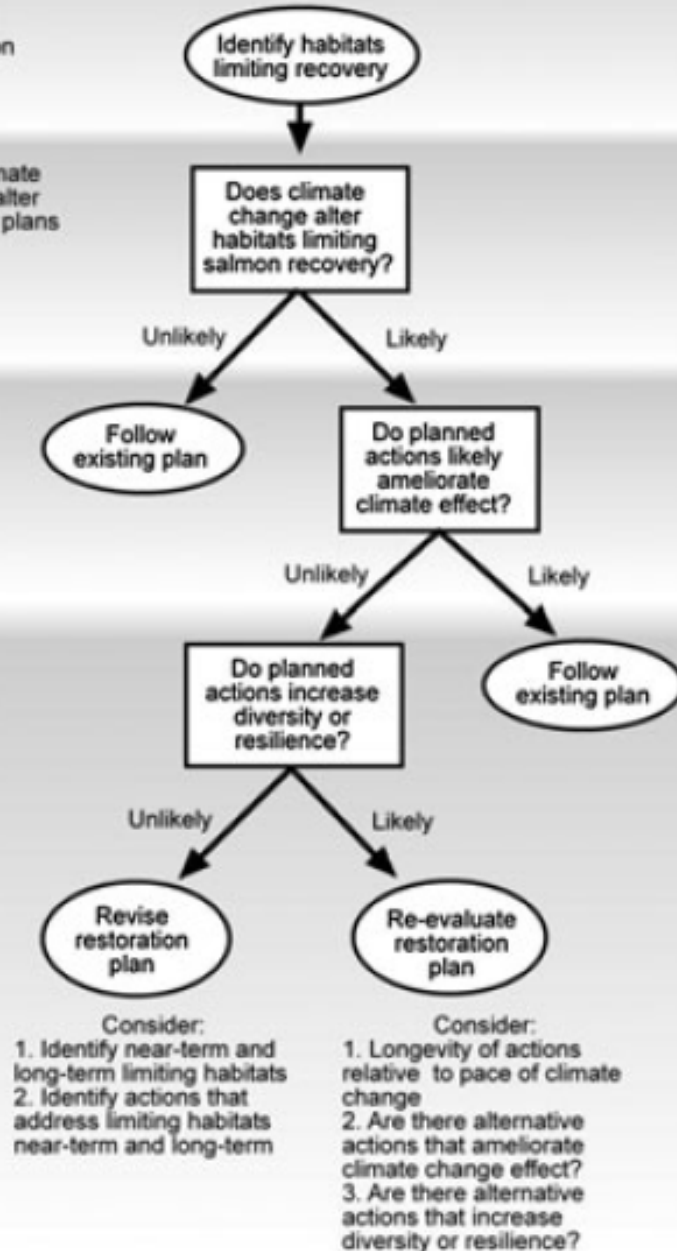 Identify habitats
limiting recovery
on
mate
alter
plans
Does climate
change alter
habitats limiting
salmon recovery?
Unlikely
Likely
Follow
existing plan
Do planned
actions likely
ameliorate
climate effect?
Unlikely
Likely
Do planned
actions increase
diversity or
resilience?
Follow
existing plan
Unlikely
Likely
Revise
restoration
plan
Re-evaluate
restoration
plan
Consider:
1. Identify near-term and
long-term limiting habitats
2. Identify actions that
address limiting habitats
near-term and long-term
Consider:
1. Longevity of actions
relative to pace of climate
change
2. Are there alternative
actions that ameliorate
climate change effect?
3. Are there alternative
actions that increase
diversity or resilience?